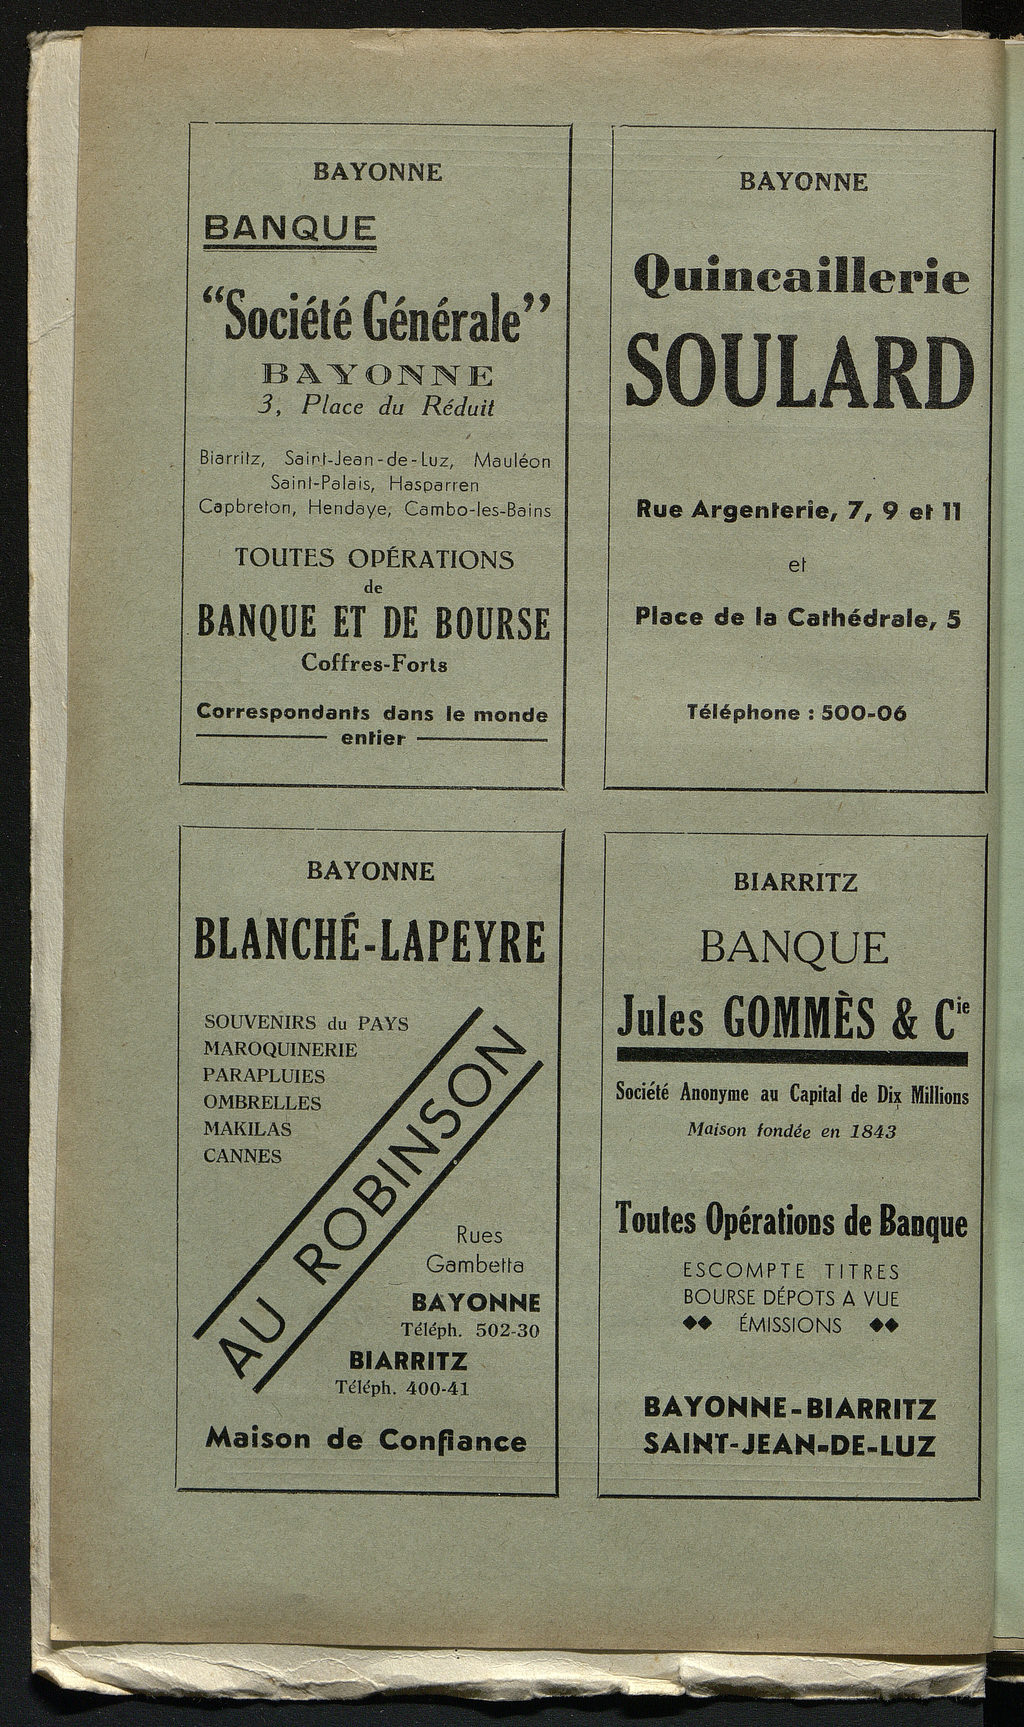 BAYONNE
BANQUE
“Société Générale”
BAYONNE
3, Place du Réduit
Biarritz, Saint-Jean-de-Luz, Mauléon
Saint-Palais, Hasparren
Capbreton, Hendaye, Cambo-les-Bains
TOUTES OPÉRATIONS
de
BANQUE ET DE BOURSE
Coffres-Forts
Correspondants dans le monde
entier
BAYONNE
Quincaillerie
SOULARD
Rue Argenterie, 7, 9 et 11
et
Place de la Cathédrale, 5
Téléphone : 500-06
BAYONNE
BLANCHÉ-LAPEYRE
SOUVENIRS du PAYS
MAROQUINERIE
PARAPLUIES
OMBRELLES
MAKILAS
CANNES
AU ROBINSON
Rues
Gambetta
BAYONNE
Téléph. 502-30
BIARRITZ
Téléph. 400-41
Maison de Confiance
BIARRITZ
BANQUE
Jules GOMMÈS & Cie
Société Anonyme au Capital de Dix Millions
Maison fondée en 1843
Toutes Opérations de Banque
ESCOMPTE TITRES
BOURSE DÉPOTS A VUE
◆◆ ÉMISSIONS ◆◆
BAYONNE-BIARRITZ
SAINT-JEAN-DE-LUZ